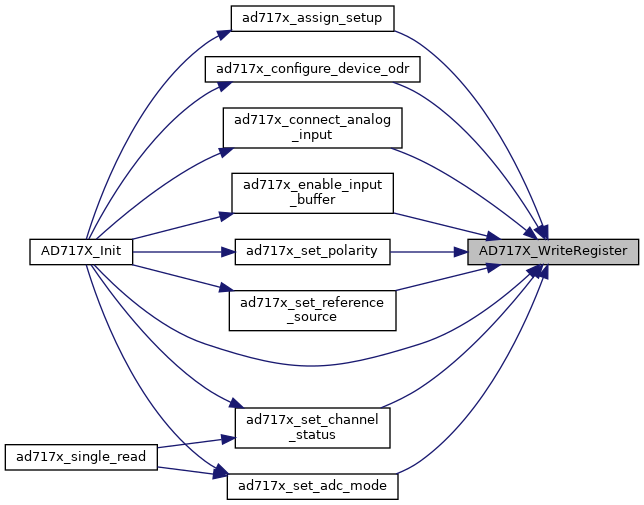 ad717x_assign_setup
ad717x_configure_device_odr
ad717x_connect_analog
_input
ad717x_enable_input
_buffer
AD717X_Init
ad717x_set_polarity
AD717X_WriteRegister
ad717x_set_reference
_source
ad717x_set_channel
_status
ad717x_single_read
ad717x_set_adc_mode